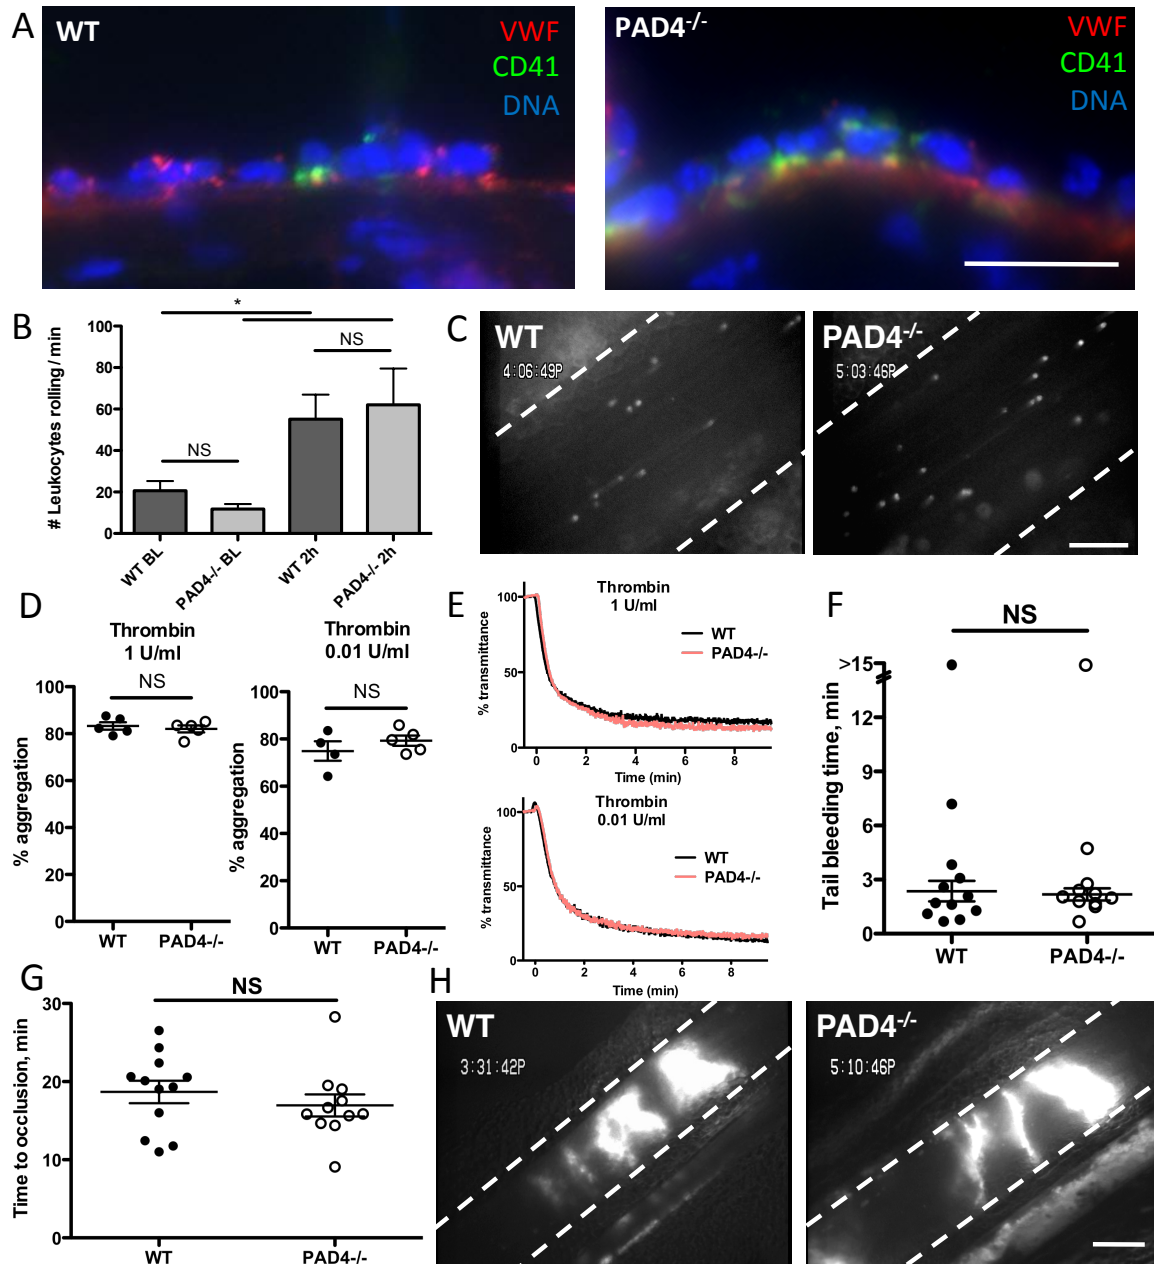 A
WT
VWF
CD41
DNA
PAD4-/-
VWF
CD41
DNA
B
# Leukocytes rolling / min
100
80
60
40
20
0
*
NS
NS
WT BL
PAD4-/- BL
WT 2h
PAD4-/- 2h
C
WT
4:06:49P
PAD4-/-
5:03:46P
D
Thrombin
1 U/ml
NS
% aggregation
100
80
60
40
20
0
WT
PAD4-/-
Thrombin
0.01 U/ml
NS
% aggregation
100
80
60
40
20
0
WT
PAD4-/-
E
Thrombin
1 U/ml
WT
PAD4-/-
% transmittance
100
50
0
0 2 4 6 8
Time (min)
Thrombin
0.01 U/ml
WT
PAD4-/-
% transmittance
100
50
0
0 2 4 6 8
Time (min)
F
NS
Tail bleeding time, min
>15
12
9
6
3
0
WT
PAD4-/-
G
NS
Time to occlusion, min
30
20
10
0
WT
PAD4-/-
H
WT
3:31:42P
PAD4-/-
5:10:46P